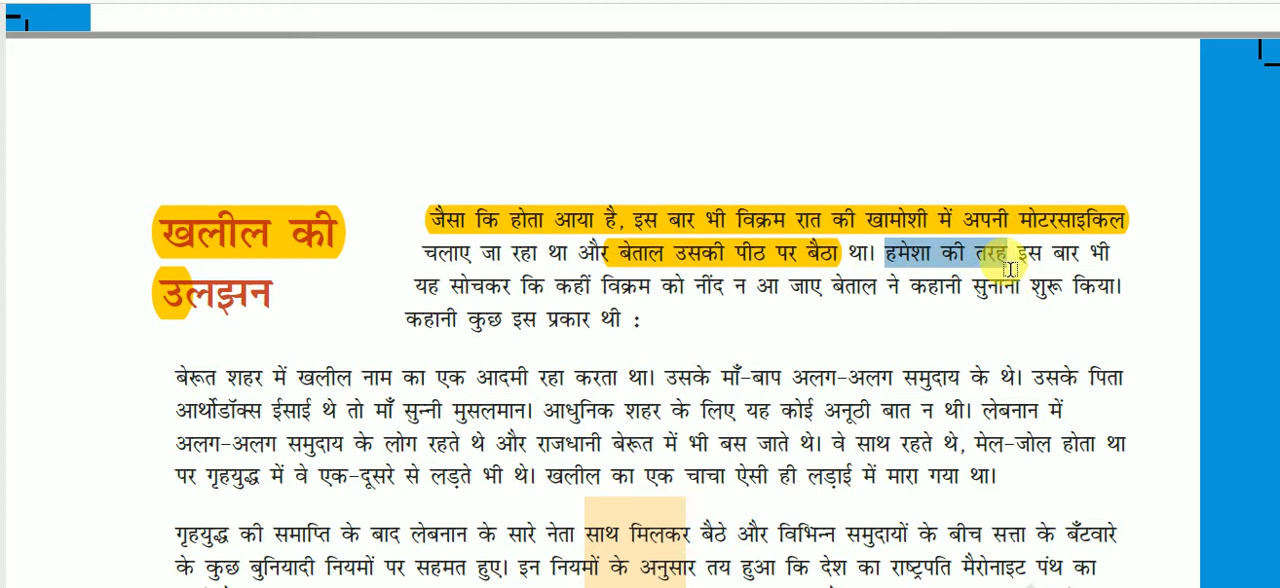 खलील की
उलझन
जैसा कि होता आया है, इस बार भी विक्रम रात की खामोशी में अपनी मोटरसाइकिल
चलाए जा रहा था और बेताल उसकी पीठ पर बैठा था। हमेशा की तरह इस बार भी
यह सोचकर कि कहीं विक्रम को नींद न आ जाए बेताल ने कहानी सुनाना शुरू किया।
कहानी कुछ इस प्रकार थी :
बेरूत शहर में खलील नाम का एक आदमी रहा करता था। उसके माँ-बाप अलग-अलग समुदाय के थे। उसके पिता
आर्थोडॉक्स ईसाई थे तो माँ सुन्नी मुसलमान। आधुनिक शहर के लिए यह कोई अनूठी बात न थी। लेबनान में
अलग-अलग समुदाय के लोग रहते थे और राजधानी बेरूत में भी बस जाते थे। वे साथ रहते थे, मेल-जोल होता था
पर गृहयुद्ध में वे एक-दूसरे से लड़ते भी थे। खलील का एक चाचा ऐसी ही लड़ाई में मारा गया था।
गृहयुद्ध की समाप्ति के बाद लेबनान के सारे नेता साथ मिलकर बैठे और विभिन्न समुदायों के बीच सत्ता के बँटवारे
के कुछ बुनियादी नियमों पर सहमत हुए। इन नियमों के अनुसार तय हुआ कि देश का राष्ट्रपति मैरोनाइट पंथ का